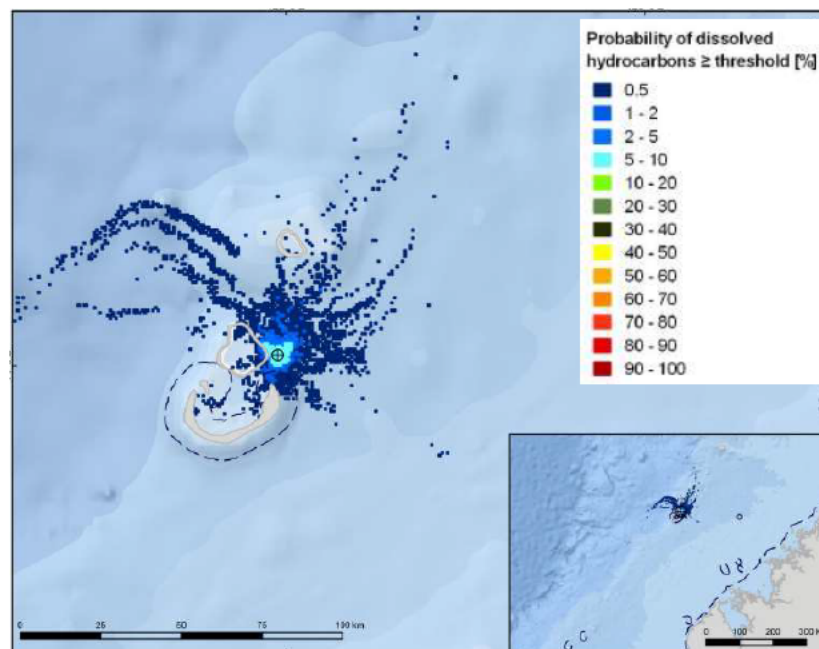 Probability of dissolved
hydrocarbons ≥ threshold [%]
0.5
1 - 2
2 - 5
5 - 10
10 - 20
20 - 30
30 - 40
40 - 50
50 - 60
60 - 70
70 - 80
80 - 90
90 - 100
0 25 50 75 100 km
0 100 200 300 K